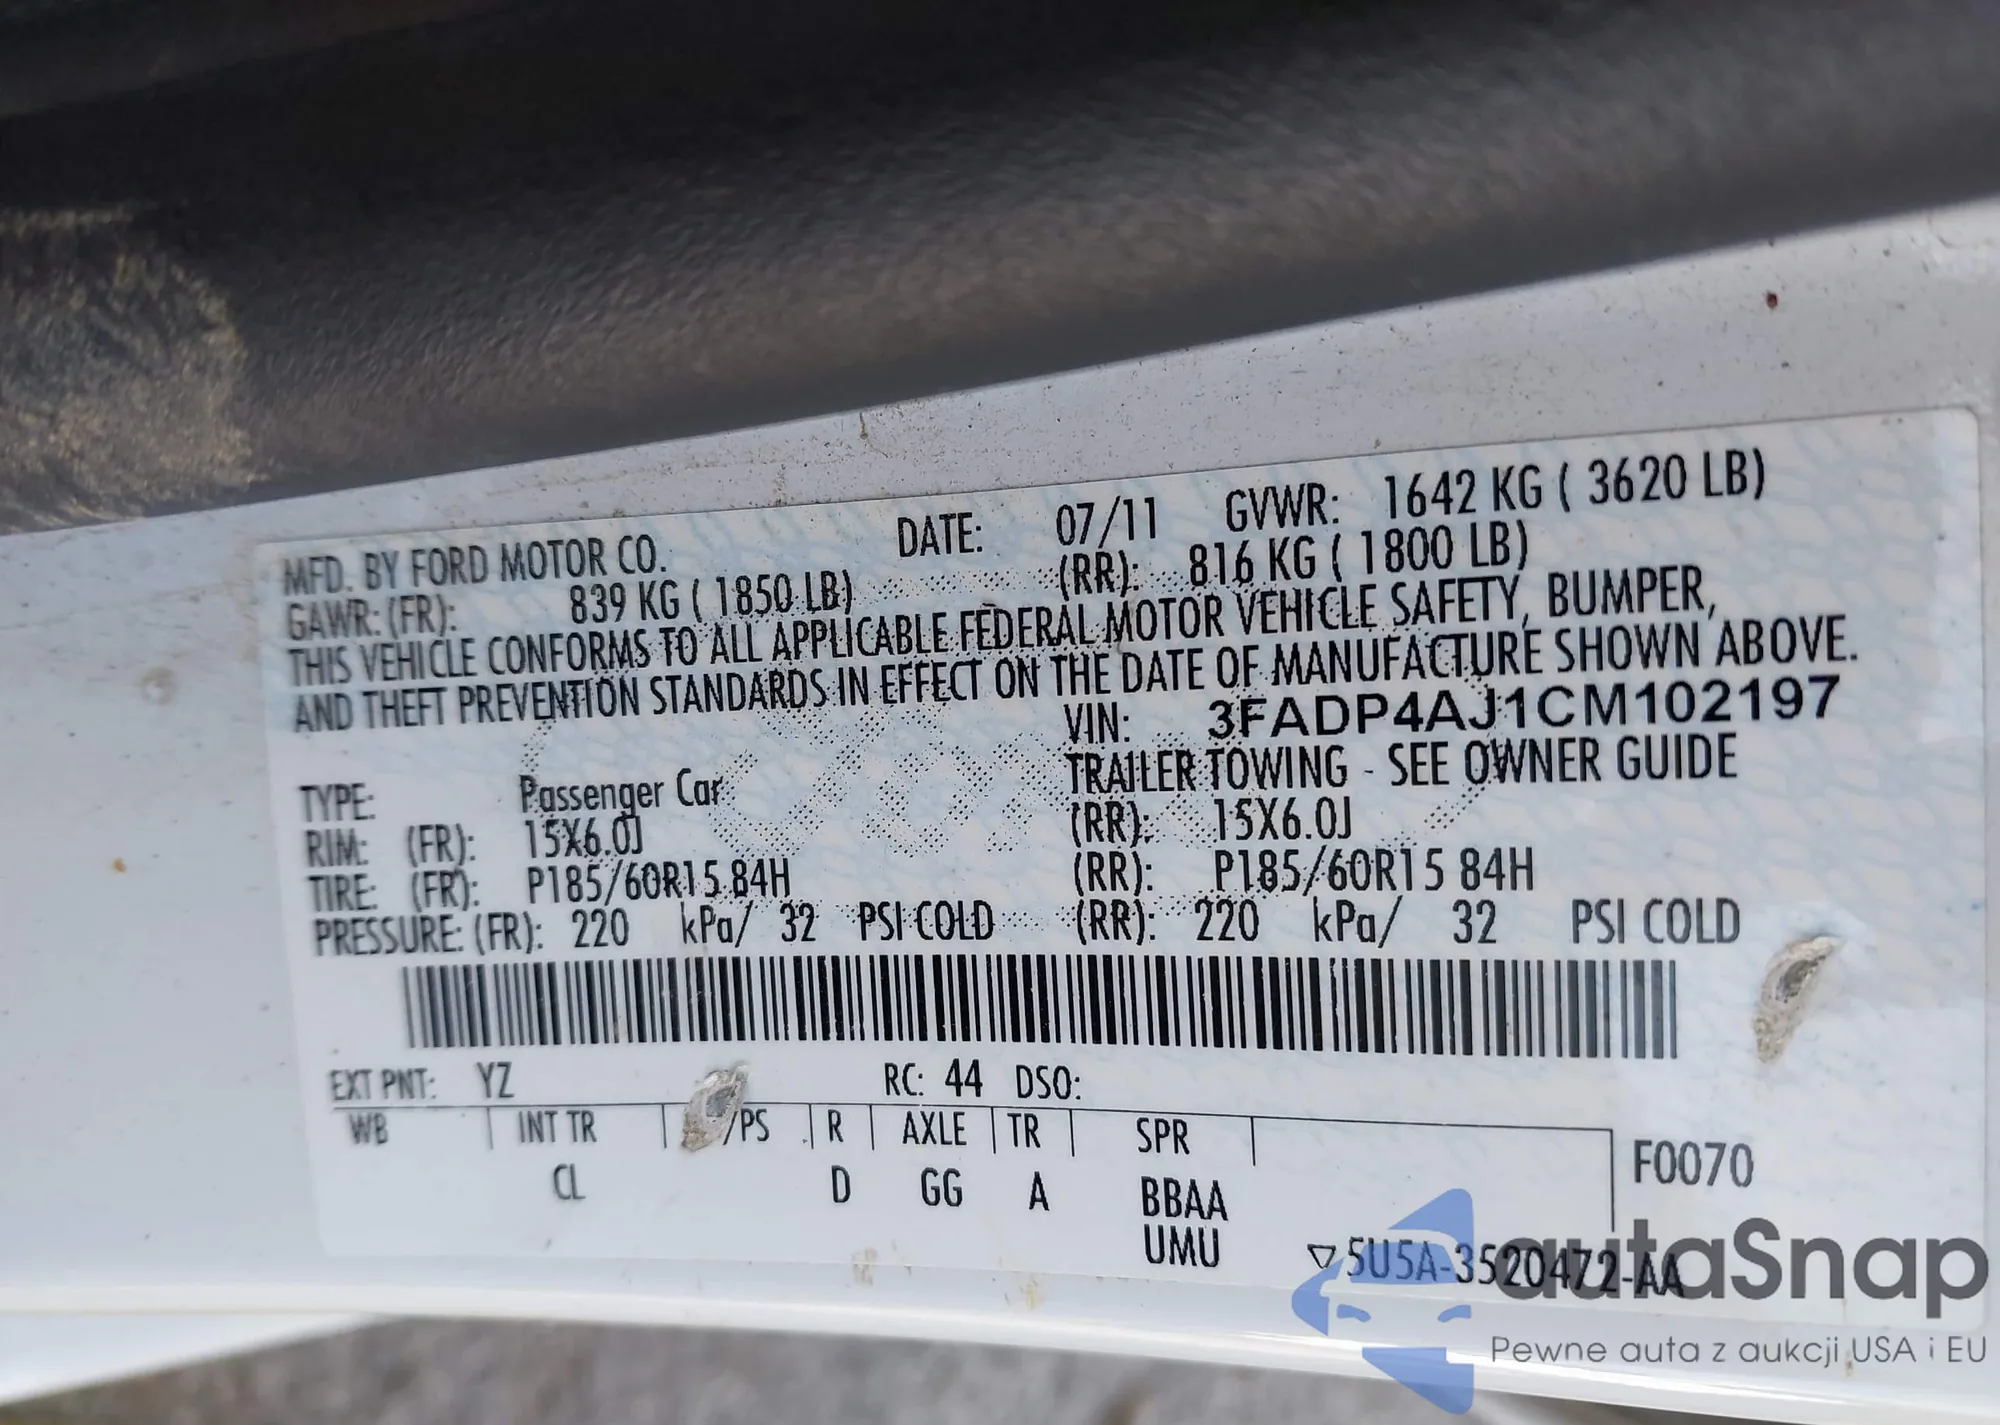 MFD. BY FORD MOTOR CO. DATE: 07/11 GVWR: 1642 KG ( 3620 LB)
GAWR: (FR): 839 KG ( 1850 LB) (RR): 816 KG ( 1800 LB)
THIS VEHICLE CONFORMS TO ALL APPLICABLE FEDERAL MOTOR VEHICLE SAFETY, BUMPER,
AND THEFT PREVENTION STANDARDS IN EFFECT ON THE DATE OF MANUFACTURE SHOWN ABOVE.
VIN: 3FADP4AJ1CM102197
TYPE: Passenger Car TRAILER TOWING - SEE OWNER GUIDE
RIM: (FR): 15X6.0J (RR): 15X6.0J
TIRE: (FR): P185/60R15 84H (RR): P185/60R15 84H
PRESSURE: (FR): 220 kPa/ 32 PSI COLD (RR): 220 kPa/ 32 PSI COLD
EXT PNT: YZ RC: 44 DSO:
WB INT TR /PS R AXLE TR SPR
F0070
CL D GG A BBAA
UMU ▽5U5A-3520472-AA
autaSnap
Pewne auta z aukcji USA i EU